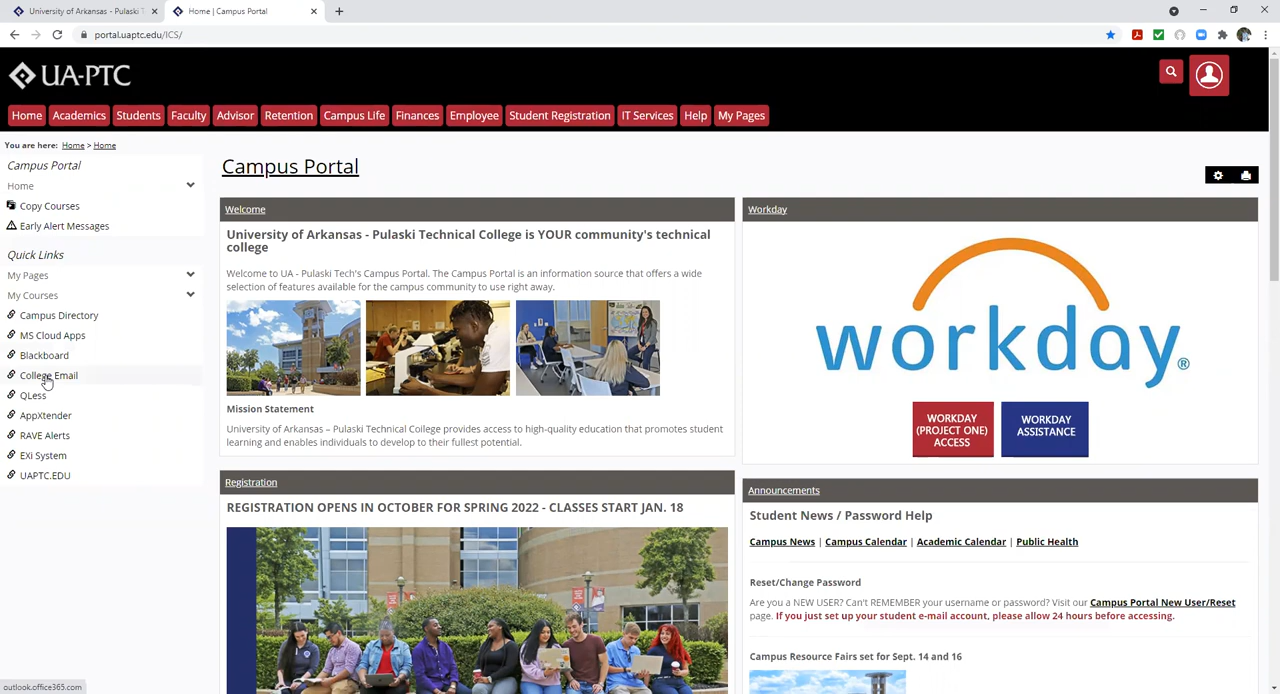 University of Arkansas - Pulaski T
Home | Campus Portal
portal.uaptc.edu/ICS/
UA-PTC
Home Academics Students Faculty Advisor Retention Campus Life Finances Employee Student Registration IT Services Help My Pages
You are here: Home > Home
Campus Portal
Home
Copy Courses
Early Alert Messages
Quick Links
My Pages
My Courses
Campus Directory
MS Cloud Apps
Blackboard
College Email
QLess
AppXtender
RAVE Alerts
EXi System
UAPTC.EDU
Campus Portal
Welcome
University of Arkansas - Pulaski Technical College is YOUR community's technical
college
Welcome to UA - Pulaski Tech's Campus Portal. The Campus Portal is an information source that offers a wide
selection of features available for the campus community to use right away.
Mission Statement
University of Arkansas – Pulaski Technical College provides access to high-quality education that promotes student
learning and enables individuals to develop to their fullest potential.
Registration
REGISTRATION OPENS IN OCTOBER FOR SPRING 2022 - CLASSES START JAN. 18
Workday
workday®
WORKDAY
(PROJECT ONE)
ACCESS
WORKDAY
ASSISTANCE
Announcements
Student News / Password Help
Campus News | Campus Calendar | Academic Calendar | Public Health
Reset/Change Password
Are you a NEW USER? Can't REMEMBER your username or password? Visit our Campus Portal New User/Reset
page. If you just set up your student e-mail account, please allow 24 hours before accessing.
Campus Resource Fairs set for Sept. 14 and 16
outlook.office365.com